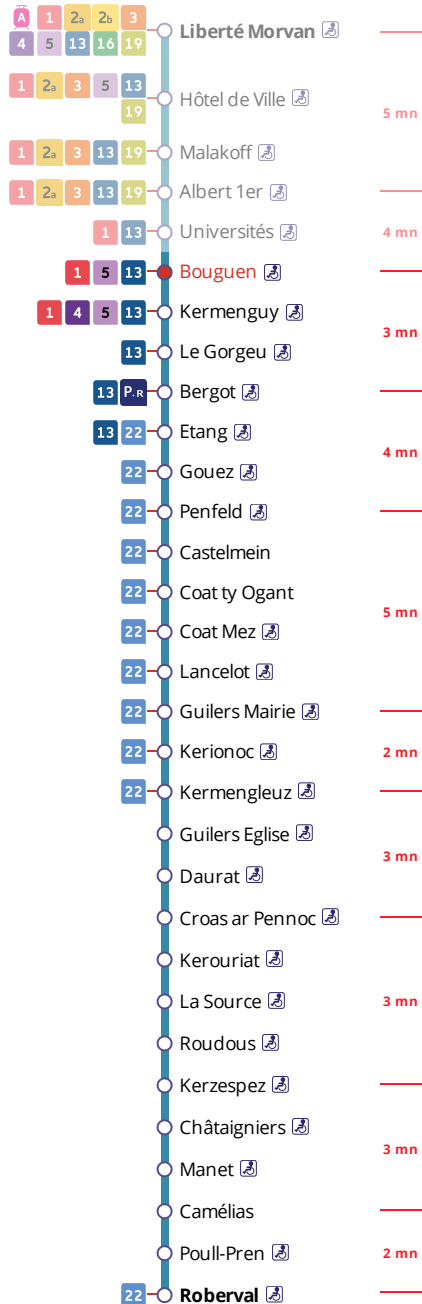 A 1 2a 2b 3
4 5 13 16 19
Liberté Morvan
1 2a 3 5 13
19
Hôtel de Ville
5 mn
1 2a 3 13 19 Malakoff
1 2a 3 13 19 Albert 1er
1 13 Universités
4 mn
1 5 13 Bouguen
1 4 5 13 Kermenguy
3 mn
13 Le Gorgeu
13 P+R Bergot
13 22 Etang
4 mn
22 Gouez
22 Penfeld
22 Castelmein
22 Coat ty Ogant
5 mn
22 Coat Mez
22 Lancelot
22 Guilers Mairie
22 Kerionoc
2 mn
22 Kermengleuz
Guilers Eglise
3 mn
Daurat
Croas ar Pennoc
Kerouriat
La Source
3 mn
Roudous
Kerzespez
Châtaigniers
3 mn
Manet
Camélias
Poull-Pren
2 mn
22 Roberval